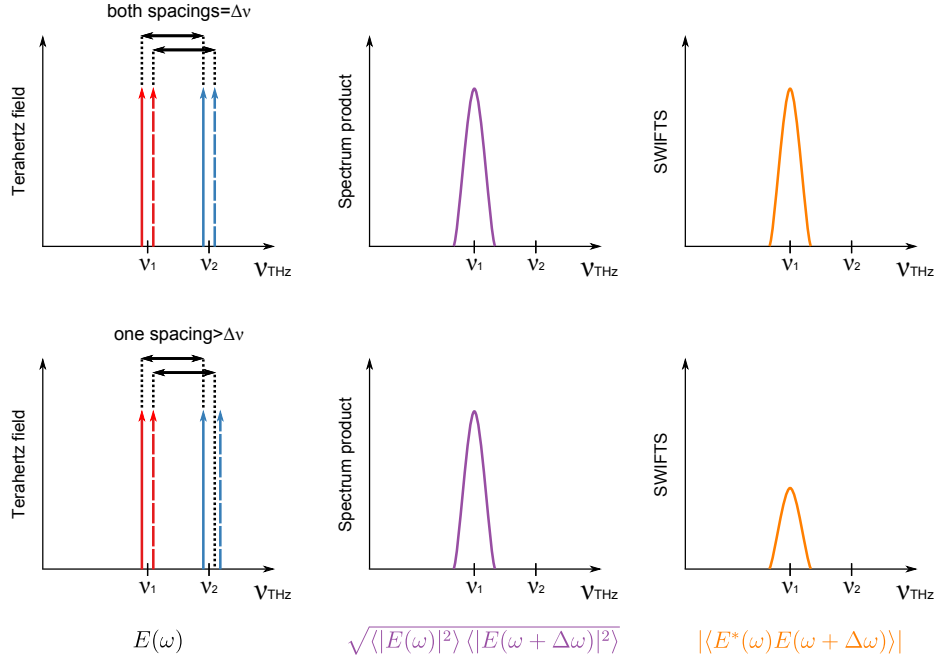 both spacings=Δν
Terahertz field
ν1
ν2
νTHz
Spectrum product
ν1
ν2
νTHz
SWIFTS
ν1
ν2
νTHz
one spacing>Δν
Terahertz field
ν1
ν2
νTHz
Spectrum product
ν1
ν2
νTHz
SWIFTS
ν1
ν2
νTHz
E(ω)
√⟨|E(ω)|²⟩ ⟨|E(ω + Δω)|²⟩
|⟨E*(ω)E(ω + Δω)⟩|